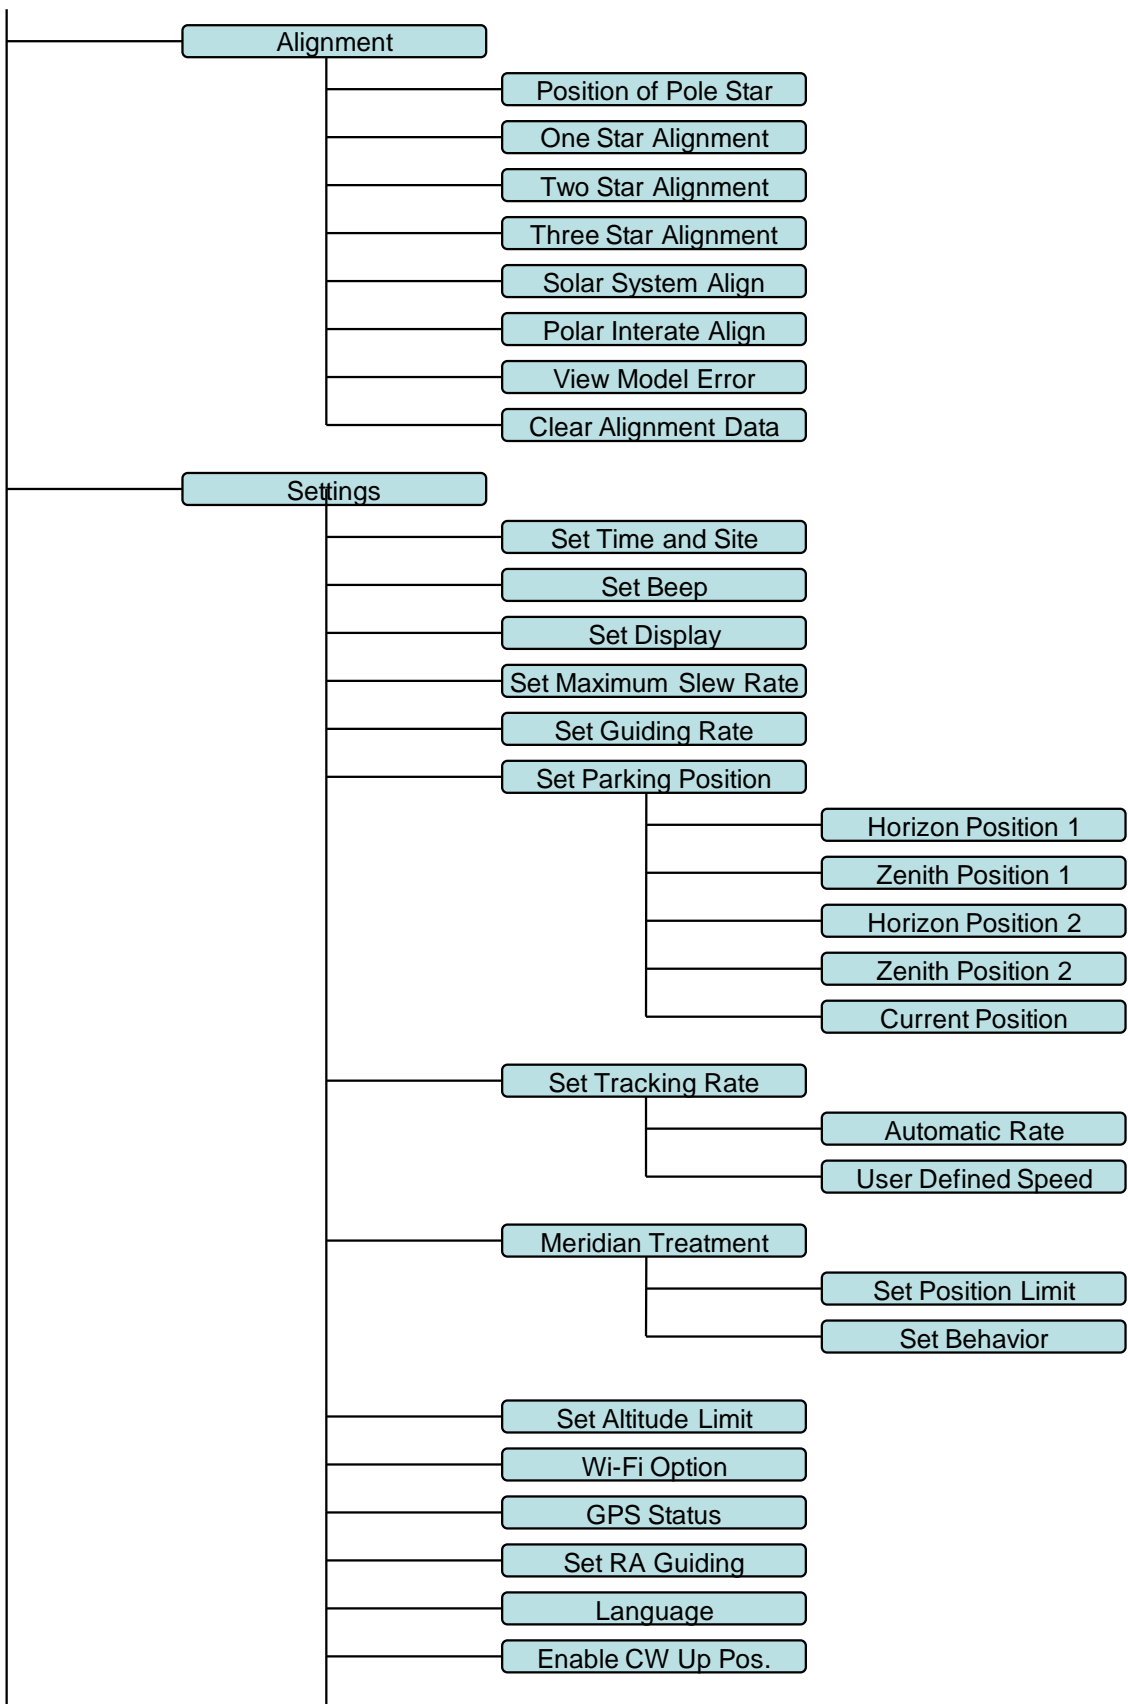 Alignment
Position of Pole Star
One Star Alignment
Two Star Alignment
Three Star Alignment
Solar System Align
Polar Interate Align
View Model Error
Clear Alignment Data
Settings
Set Time and Site
Set Beep
Set Display
Set Maximum Slew Rate
Set Guiding Rate
Set Parking Position
Horizon Position 1
Zenith Position 1
Horizon Position 2
Zenith Position 2
Current Position
Set Tracking Rate
Automatic Rate
User Defined Speed
Meridian Treatment
Set Position Limit
Set Behavior
Set Altitude Limit
Wi-Fi Option
GPS Status
Set RA Guiding
Language
Enable CW Up Pos.